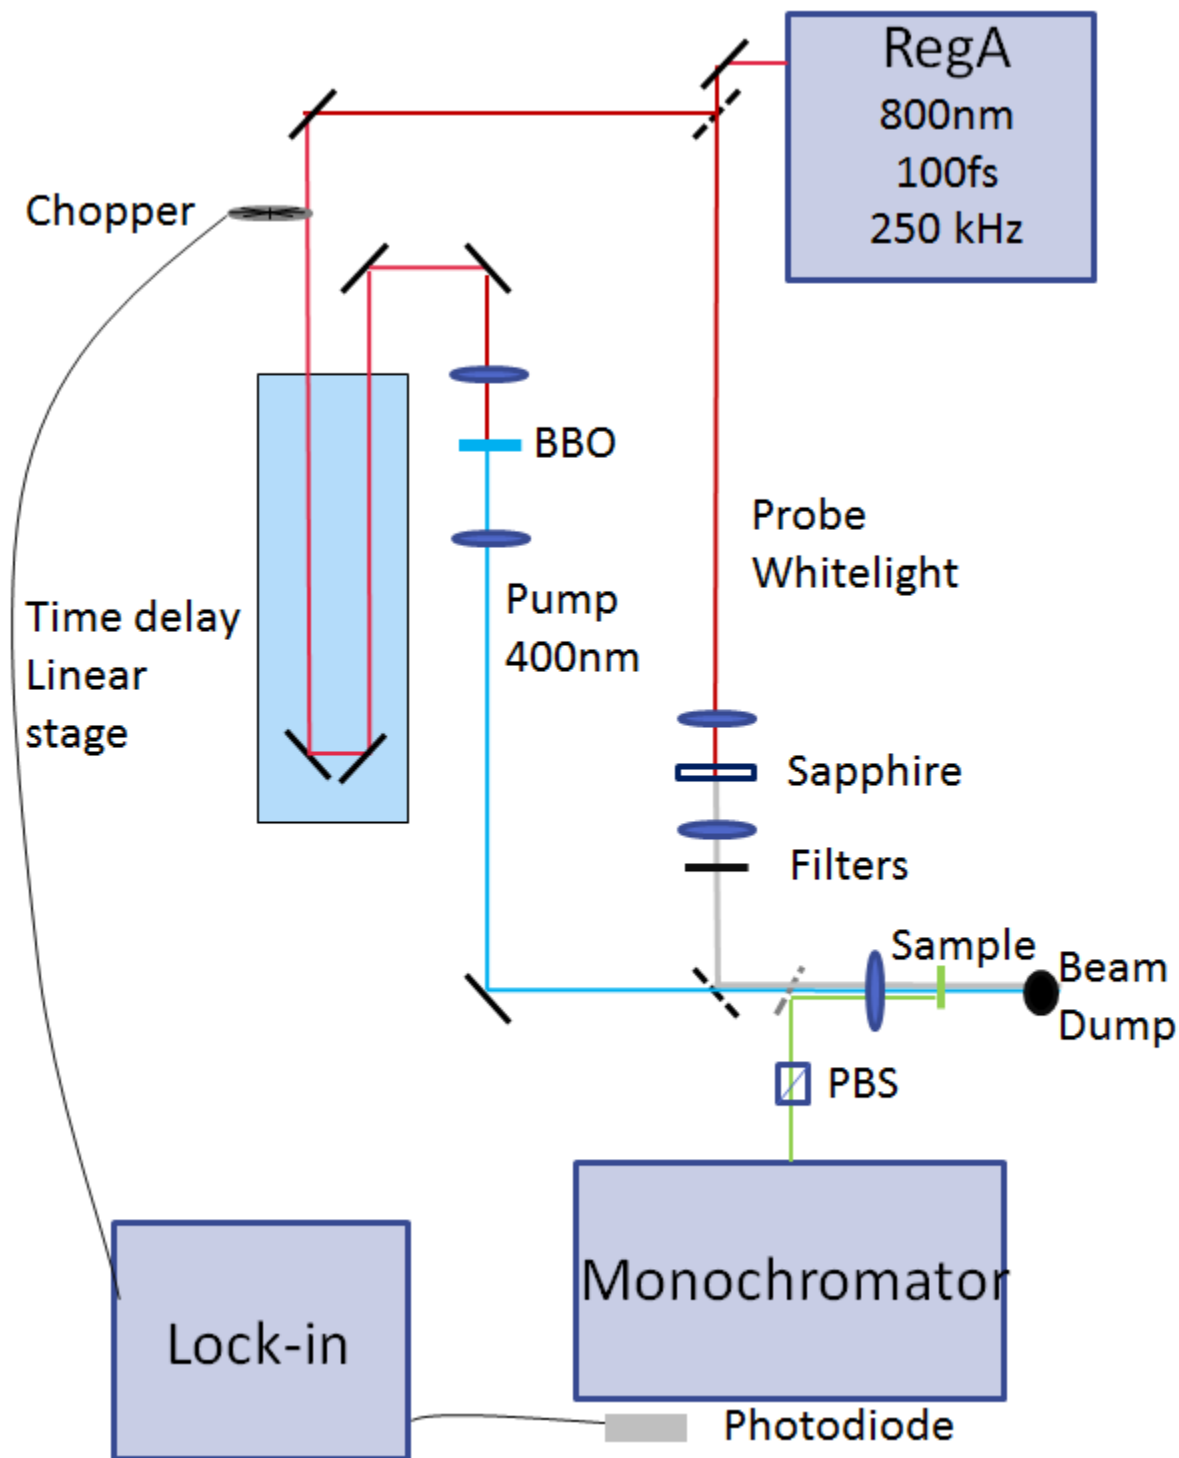 RegA
800nm
100fs
250 kHz
Chopper
BBO
Probe
Whitelight
Pump
400nm
Time delay
Linear
stage
Sapphire
Filters
Sample
Beam
Dump
PBS
Monochromator
Lock-in
Photodiode